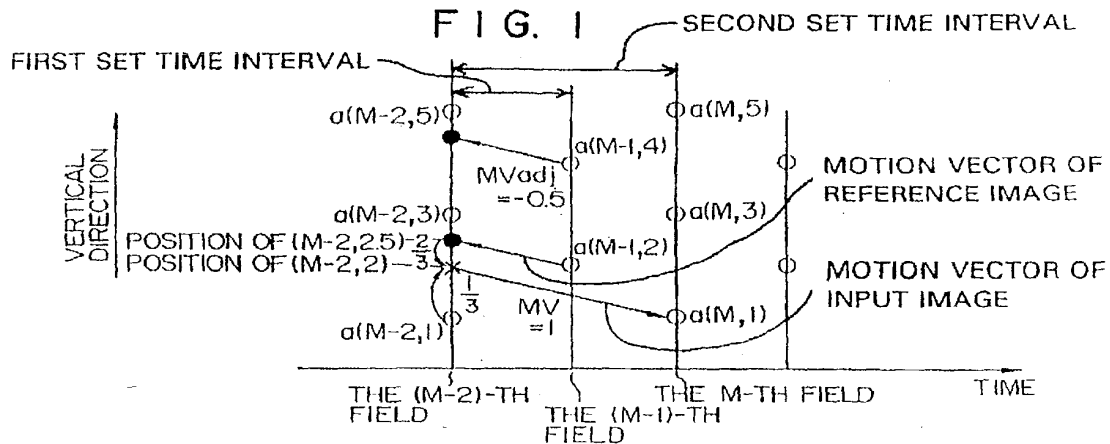 FIG. 1
SECOND SET TIME INTERVAL
FIRST SET TIME INTERVAL
a(M-2,5)
a(M,5)
a(M-1,4)
MVadj
=-0.5
MOTION VECTOR OF
REFERENCE IMAGE
VERTICAL
DIRECTION
a(M-2,3)
a(M,3)
POSITION OF (M-2,2.5)
2/3
a(M-1,2)
POSITION OF (M-2,2)
1/3
MV
=1
MOTION VECTOR OF
INPUT IMAGE
a(M-2,1)
a(M,1)
TIME
THE (M-2)-TH
FIELD
THE (M-1)-TH
FIELD
THE M-TH FIELD